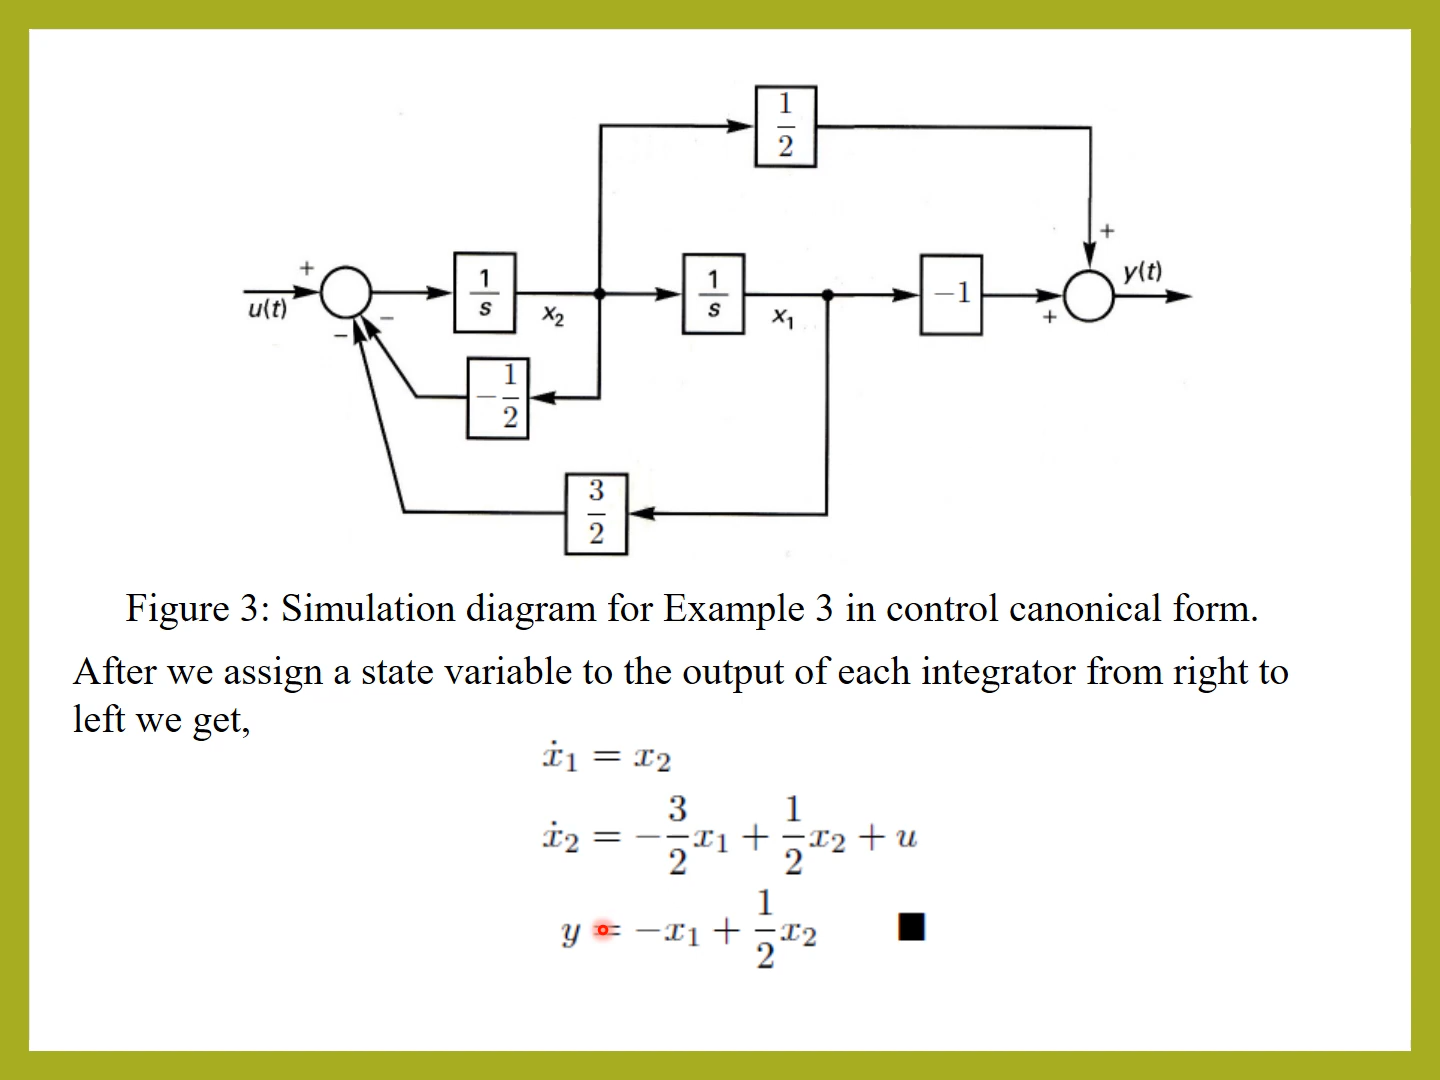 1/2
+
+ 1/s 1/s −1 y(t)
u(t) − x2 x1 +
−
−1/2
3/2
Figure 3: Simulation diagram for Example 3 in control canonical form.
After we assign a state variable to the output of each integrator from right to
left we get,
ẋ1 = x2
ẋ2 = −3/2 x1 + 1/2 x2 + u
y = −x1 + 1/2 x2 ■